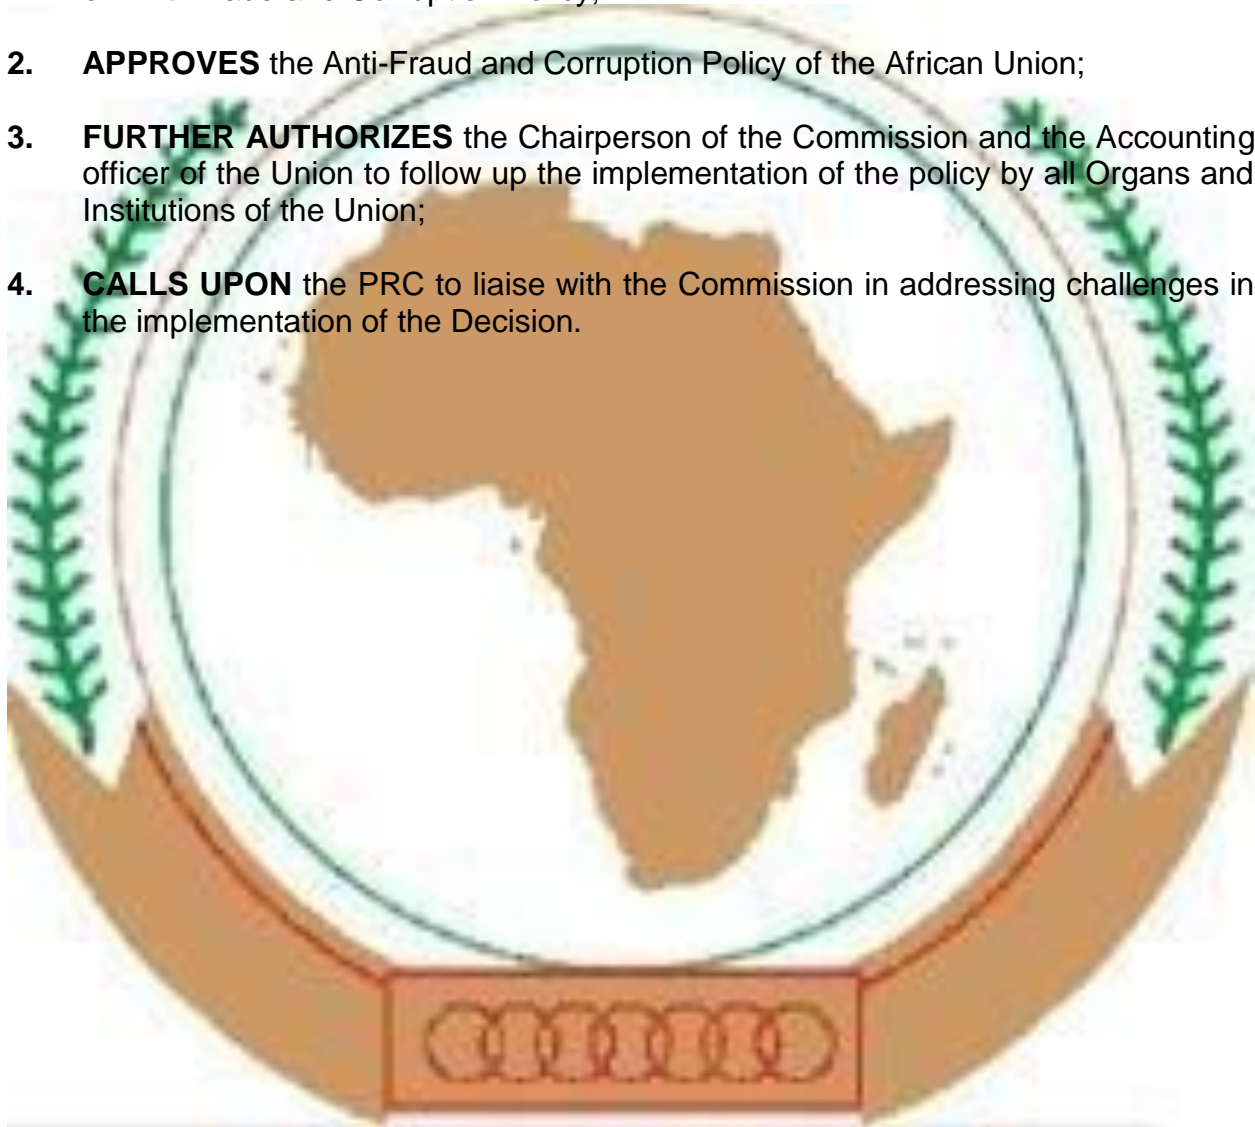 2. APPROVES the Anti-Fraud and Corruption Policy of the African Union;
3. FURTHER AUTHORIZES the Chairperson of the Commission and the Accounting
officer of the Union to follow up the implementation of the policy by all Organs and
Institutions of the Union;
4. CALLS UPON the PRC to liaise with the Commission in addressing challenges in
the implementation of the Decision.